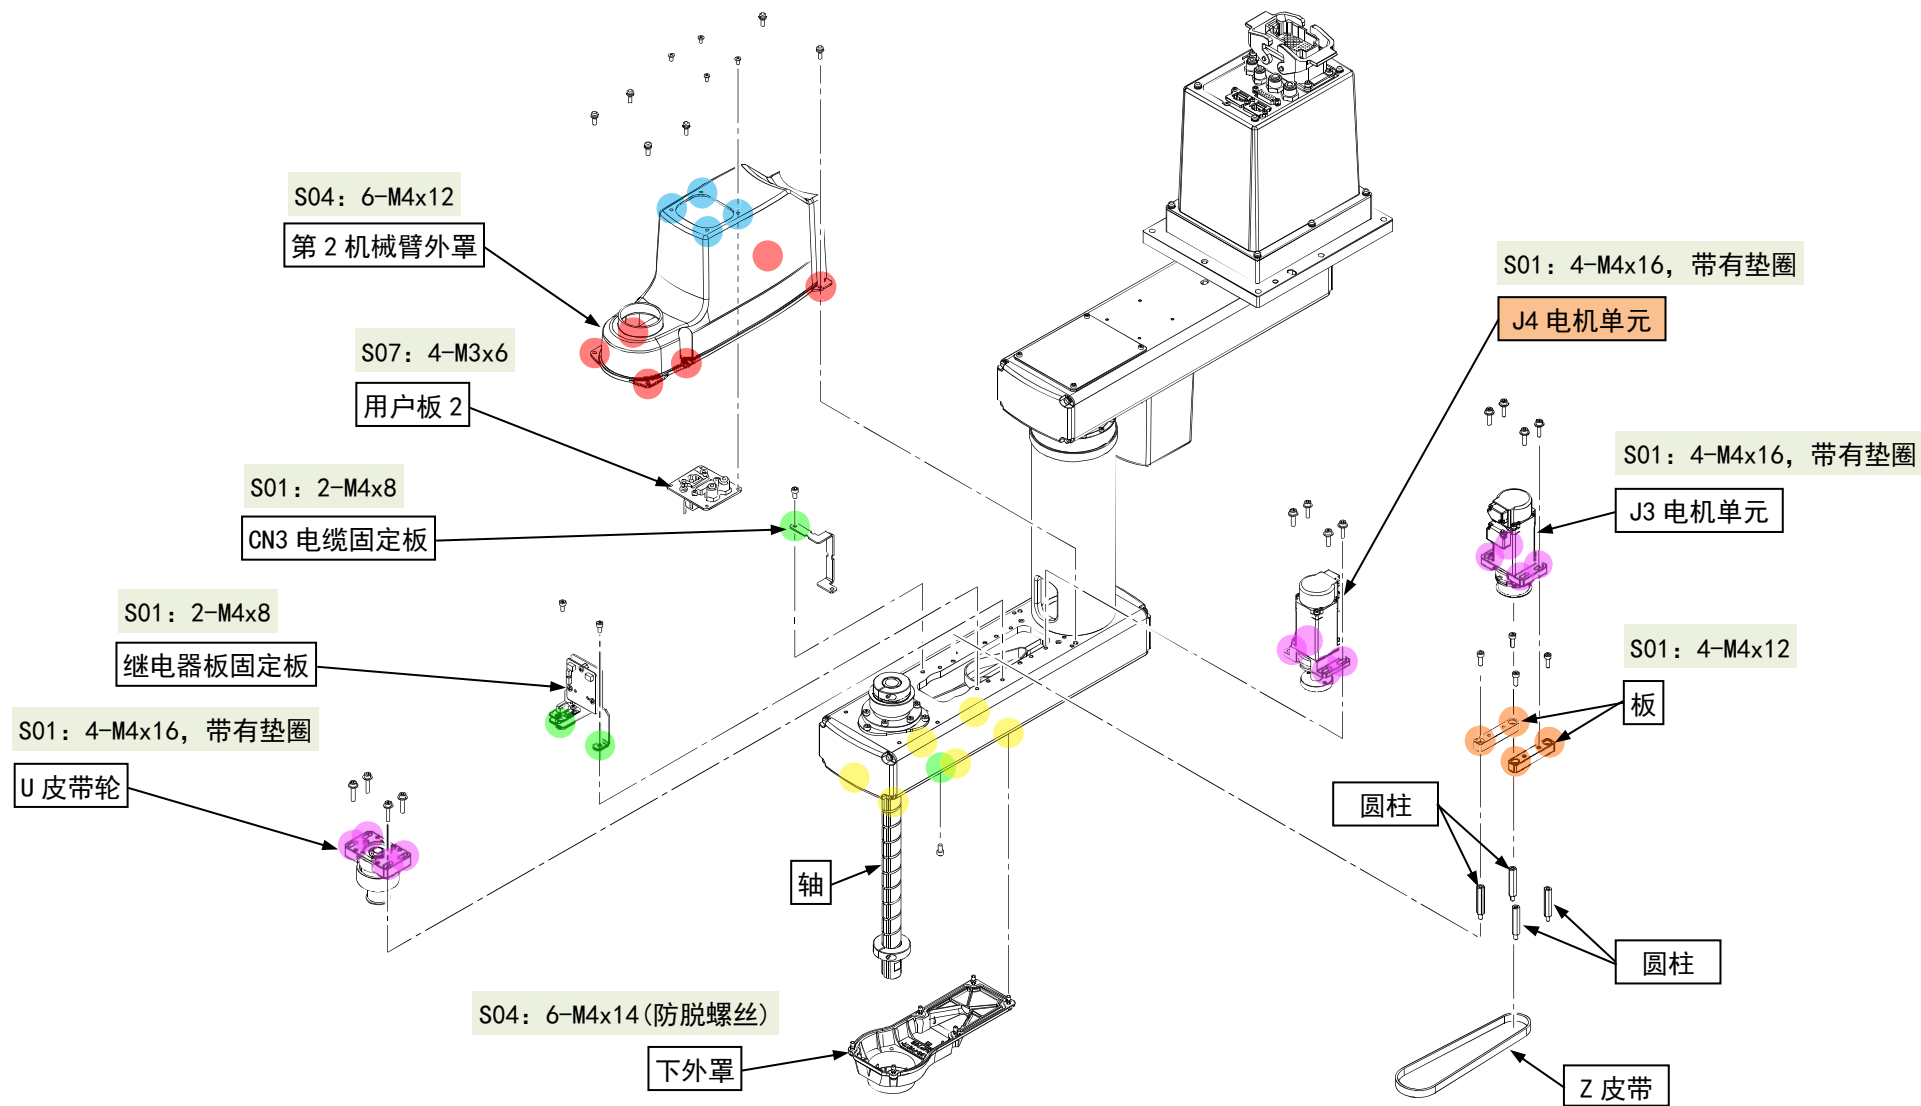 S04：6-M4x12
第 2 机械臂外罩
S07：4-M3x6
用户板 2
S01：2-M4x8
CN3 电缆固定板
S01：2-M4x8
继电器板固定板
S01：4-M4x16，带有垫圈
U 皮带轮
S01：4-M4x16，带有垫圈
J4 电机单元
S01：4-M4x16，带有垫圈
J3 电机单元
S01：4-M4x12
板
圆柱
圆柱
轴
S04：6-M4x14(防脱螺丝)
下外罩
Z 皮带